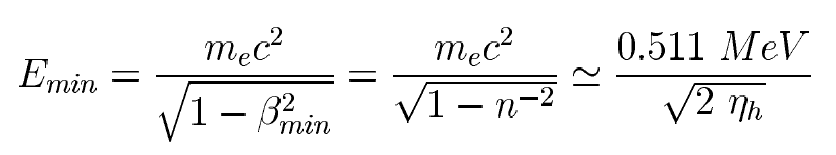 E_{min} = \frac{m_e c^2}{\sqrt{1 - \beta_{min}^2}} = \frac{m_e c^2}{\sqrt{1 - n^{-2}}} \simeq \frac{0.511 \ MeV}{\sqrt{2 \ \eta_h}}